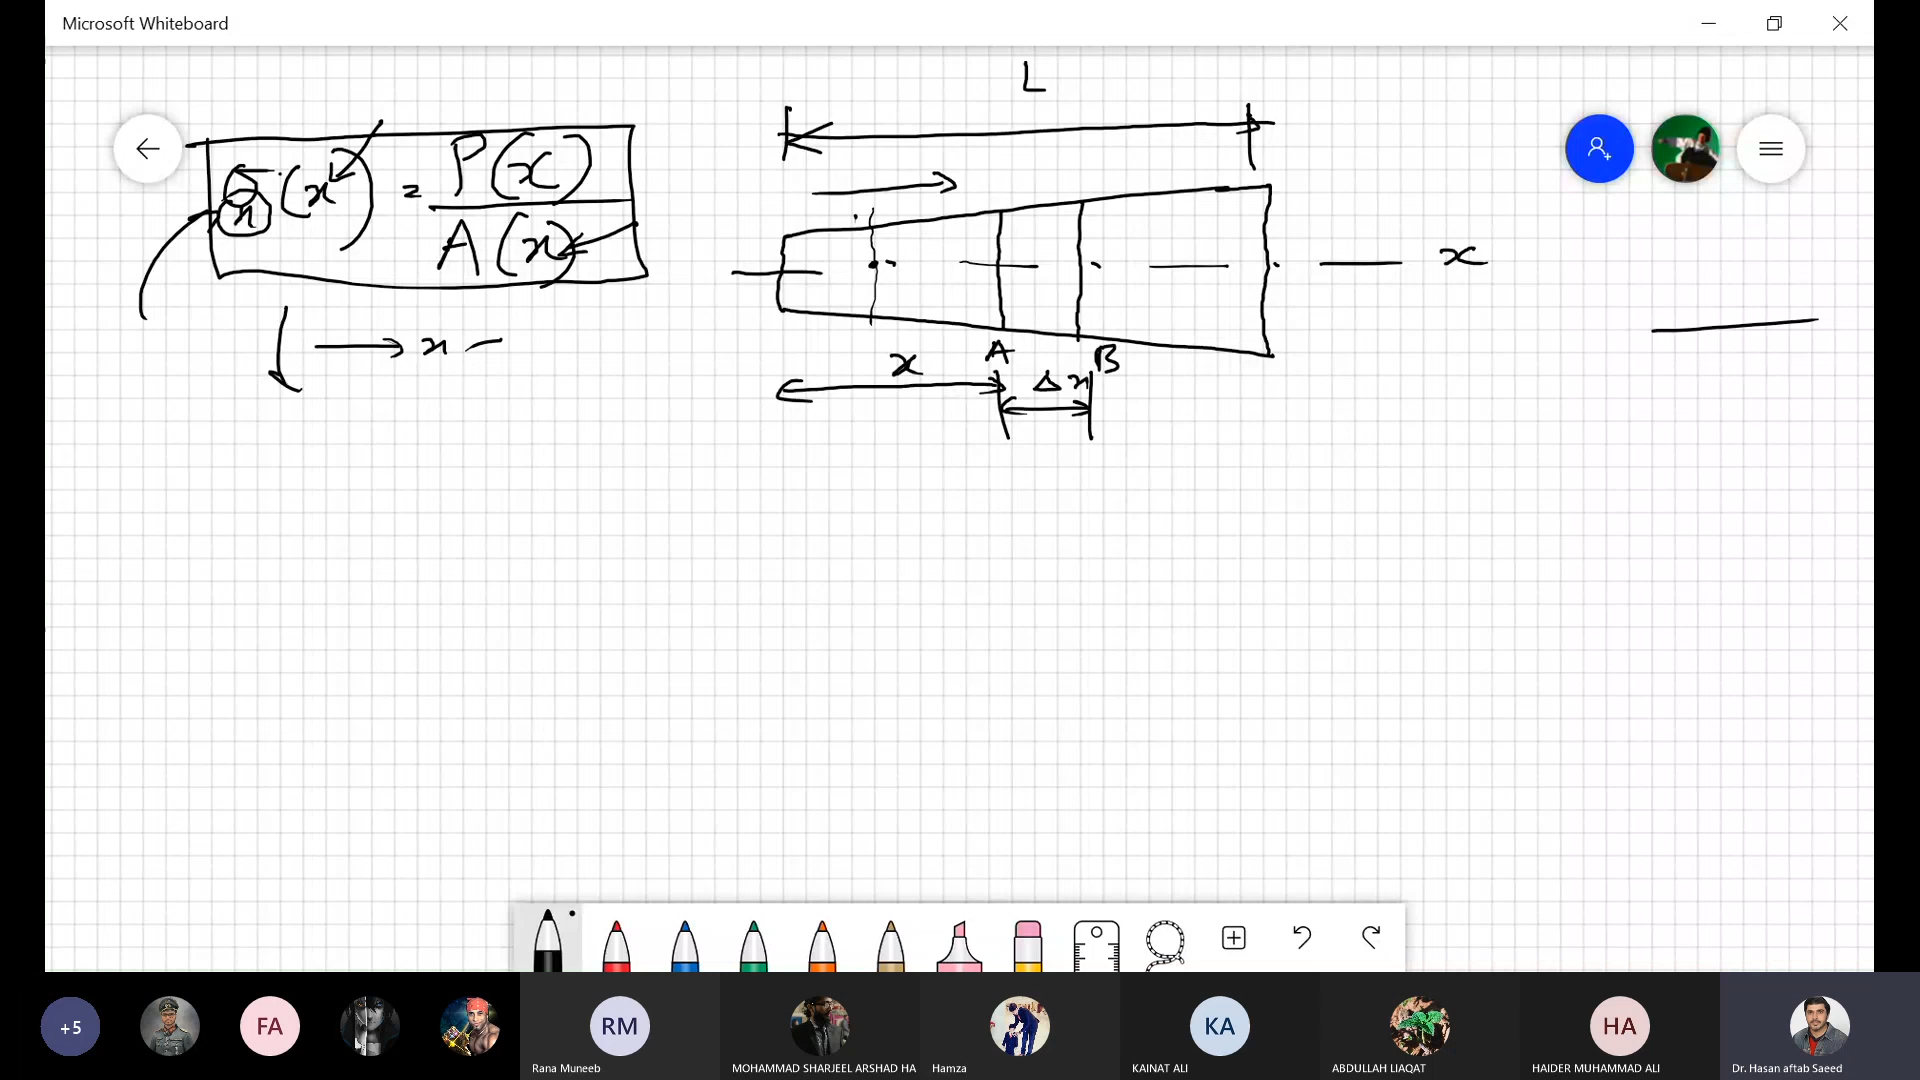 Microsoft Whiteboard
L
σx (x) = P(x)
A(x)
x
→ x –
A B
x Δx
+5
FA
RM
KA
HA
Rana Muneeb
MOHAMMAD SHARJEEL ARSHAD HA
Hamza
KAINAT ALI
ABDULLAH LIAQAT
HAIDER MUHAMMAD ALI
Dr. Hasan aftab Saeed